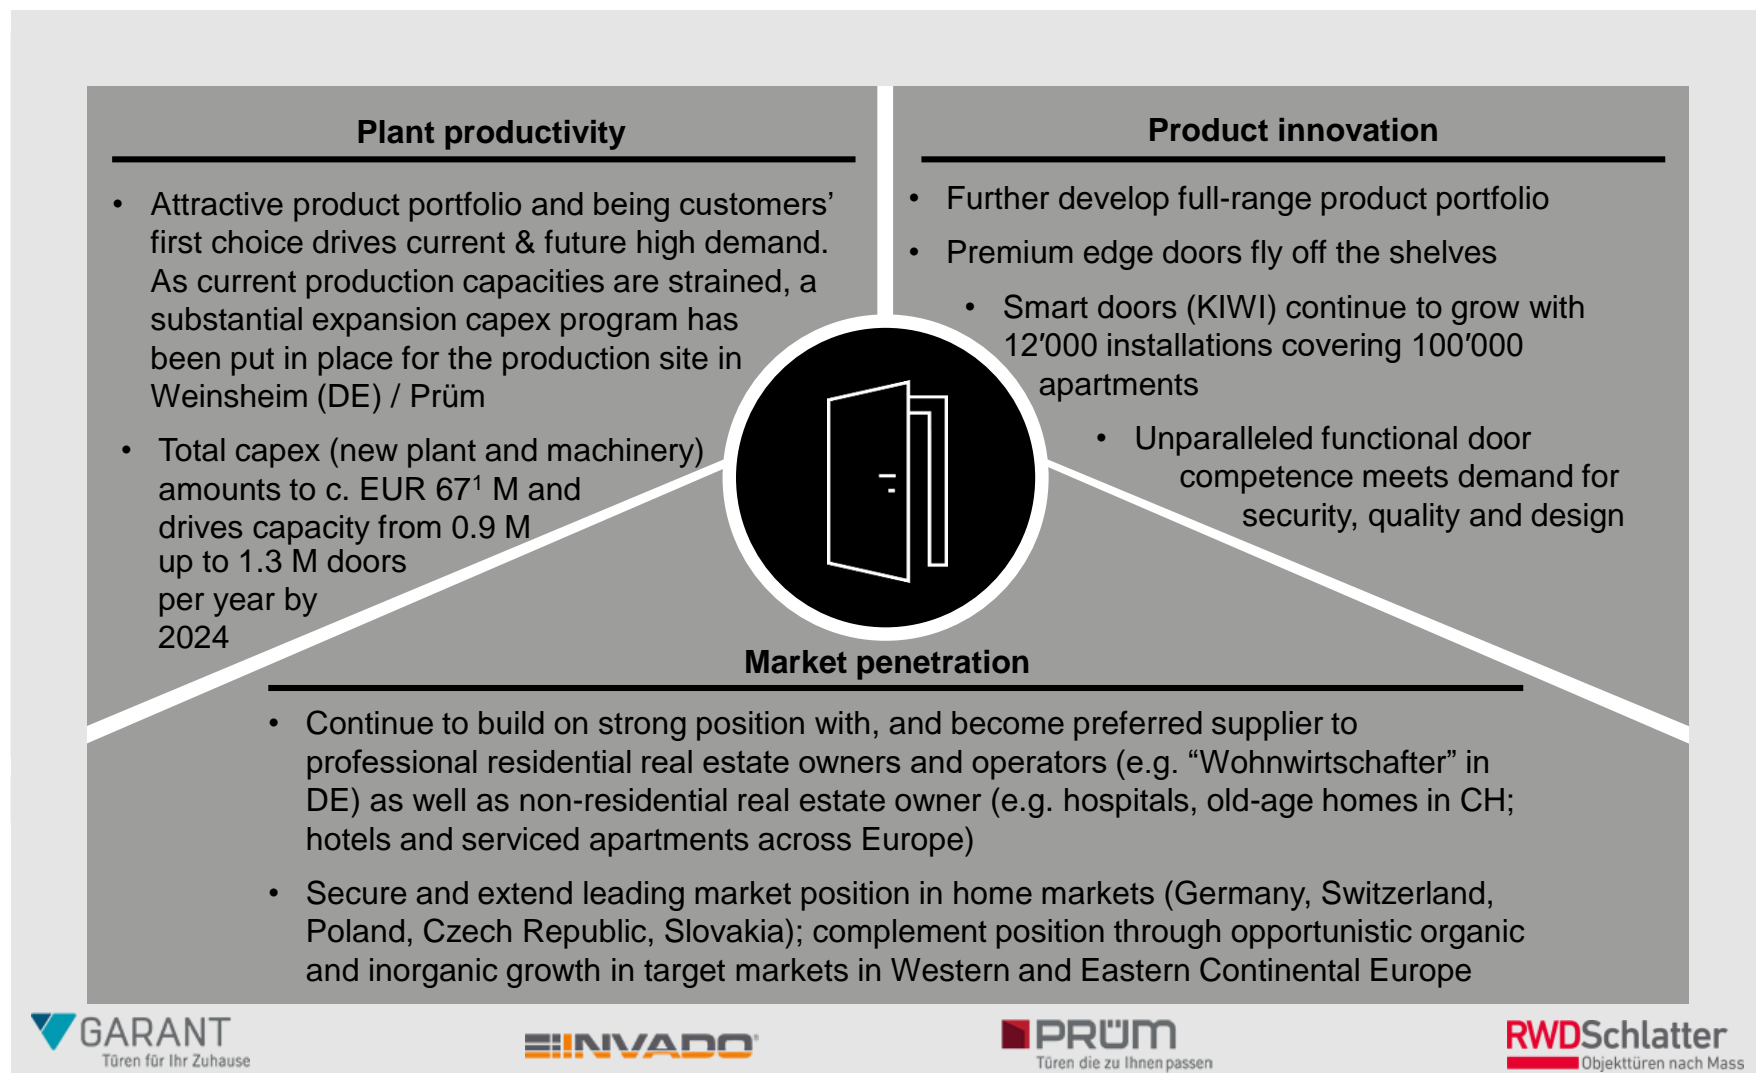 Plant productivity
• Attractive product portfolio and being customers’
first choice drives current & future high demand.
As current production capacities are strained, a
substantial expansion capex program has
been put in place for the production site in
Weinsheim (DE) / Prüm
• Total capex (new plant and machinery)
amounts to c. EUR 67¹ M and
drives capacity from 0.9 M
up to 1.3 M doors
per year by
2024
Product innovation
• Further develop full-range product portfolio
• Premium edge doors fly off the shelves
• Smart doors (KIWI) continue to grow with
12′000 installations covering 100′000
apartments
• Unparalleled functional door
competence meets demand for
security, quality and design
Market penetration
• Continue to build on strong position with, and become preferred supplier to
professional residential real estate owners and operators (e.g. “Wohnwirtschafter” in
DE) as well as non-residential real estate owner (e.g. hospitals, old-age homes in CH;
hotels and serviced apartments across Europe)
• Secure and extend leading market position in home markets (Germany, Switzerland,
Poland, Czech Republic, Slovakia); complement position through opportunistic organic
and inorganic growth in target markets in Western and Eastern Continental Europe
GARANT
Türen für Ihr Zuhause
INVADO
PRÜM
Türen die zu Ihnen passen
RWDSchlatter
Objekttüren nach Mass